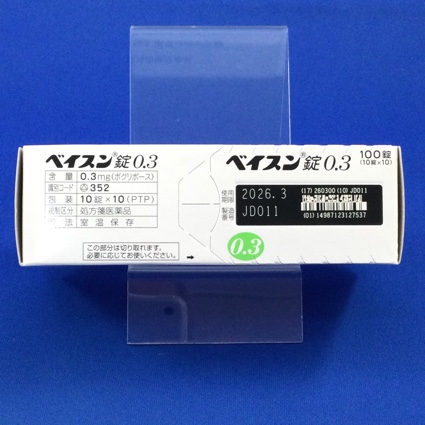 ベイスン®錠0.3
含量 0.3mg(ボグリボース)
識別コード 352
包装 10錠×10(PTP)
規制区分 処方箋医薬品
法 室温保存
この部分は切り取れます。
必要に応じてお使いください。
→
ベイスン®錠0.3
100錠
(10錠×10)
使用期限 2026.3
製造番号 JD011
(17) 260300 (10) JD011
(01) 14987123127537
0.3